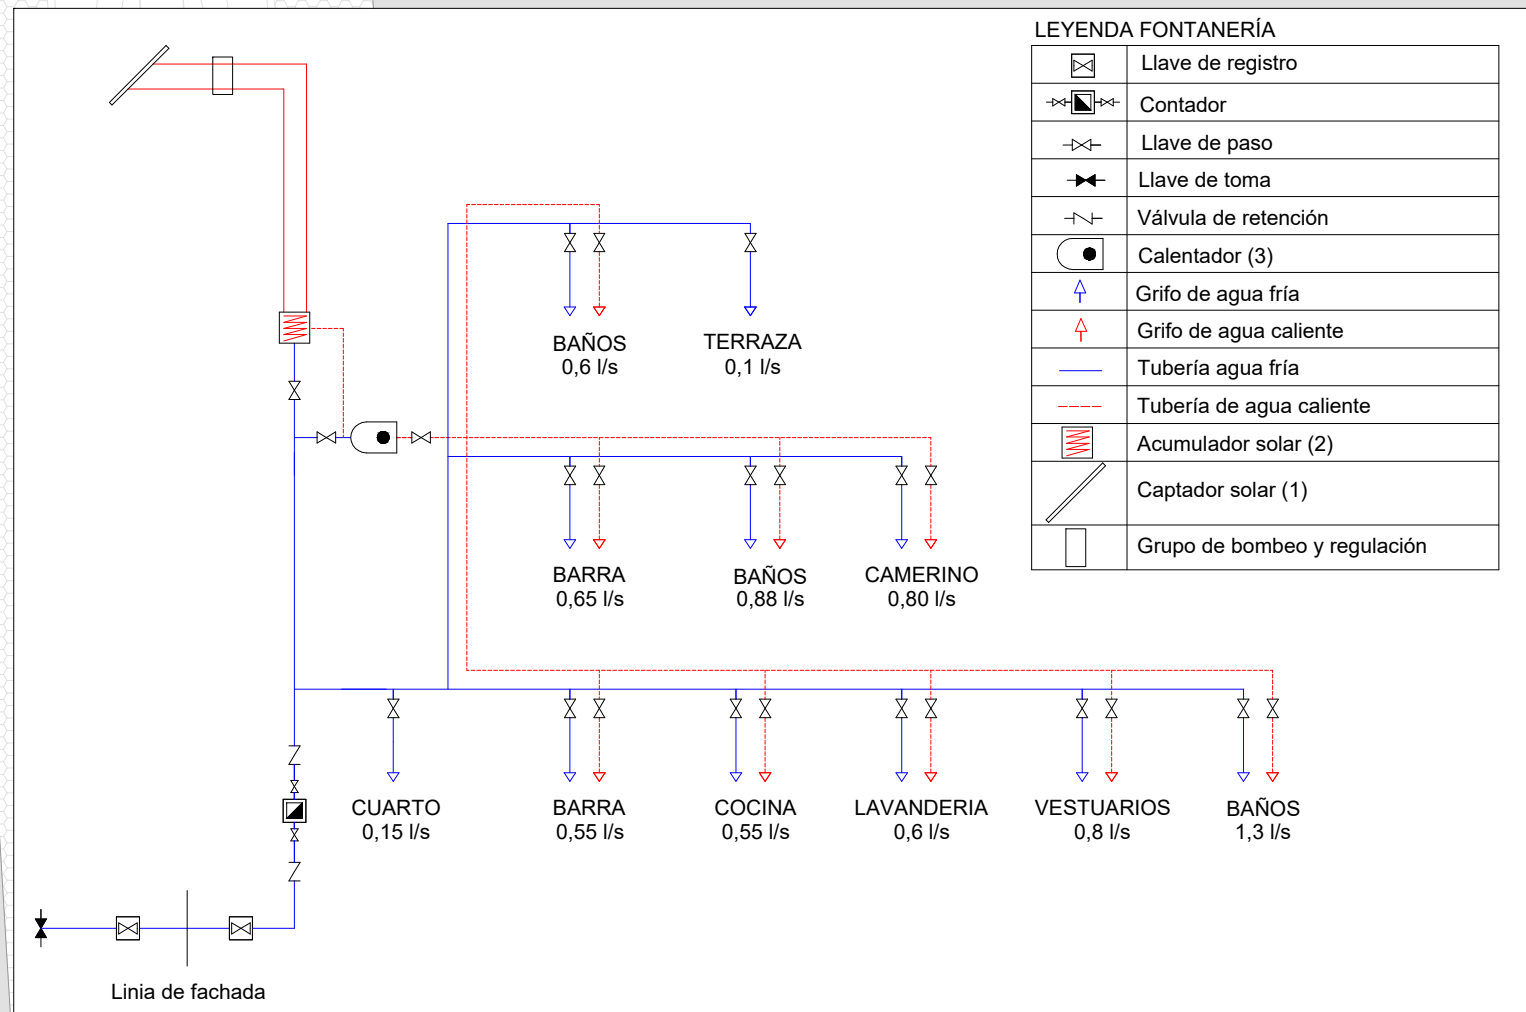 LEYENDA FONTANERÍA
Llave de registro
Contador
Llave de paso
Llave de toma
Válvula de retención
Calentador (3)
Grifo de agua fría
Grifo de agua caliente
Tubería agua fría
Tubería de agua caliente
Acumulador solar (2)
Captador solar (1)
Grupo de bombeo y regulación
BAÑOS
0,6 l/s
TERRAZA
0,1 l/s
BARRA
0,65 l/s
BAÑOS
0,88 l/s
CAMERINO
0,80 l/s
CUARTO
0,15 l/s
BARRA
0,55 l/s
COCINA
0,55 l/s
LAVANDERIA
0,6 l/s
VESTUARIOS
0,8 l/s
BAÑOS
1,3 l/s
Linia de fachada